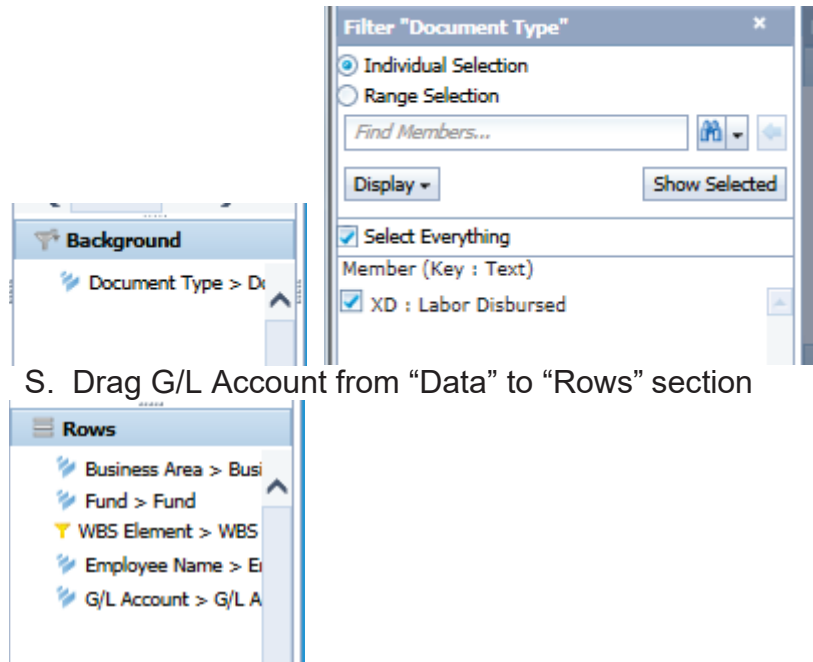 Filter "Document Type"
Individual Selection
Range Selection
Find Members...
Display
Show Selected
Select Everything
Member (Key : Text)
XD : Labor Disbursed
Background
Document Type > Do
S. Drag G/L Account from “Data” to “Rows” section
Rows
Business Area > Busi
Fund > Fund
WBS Element > WBS
Employee Name > E
G/L Account > G/L A